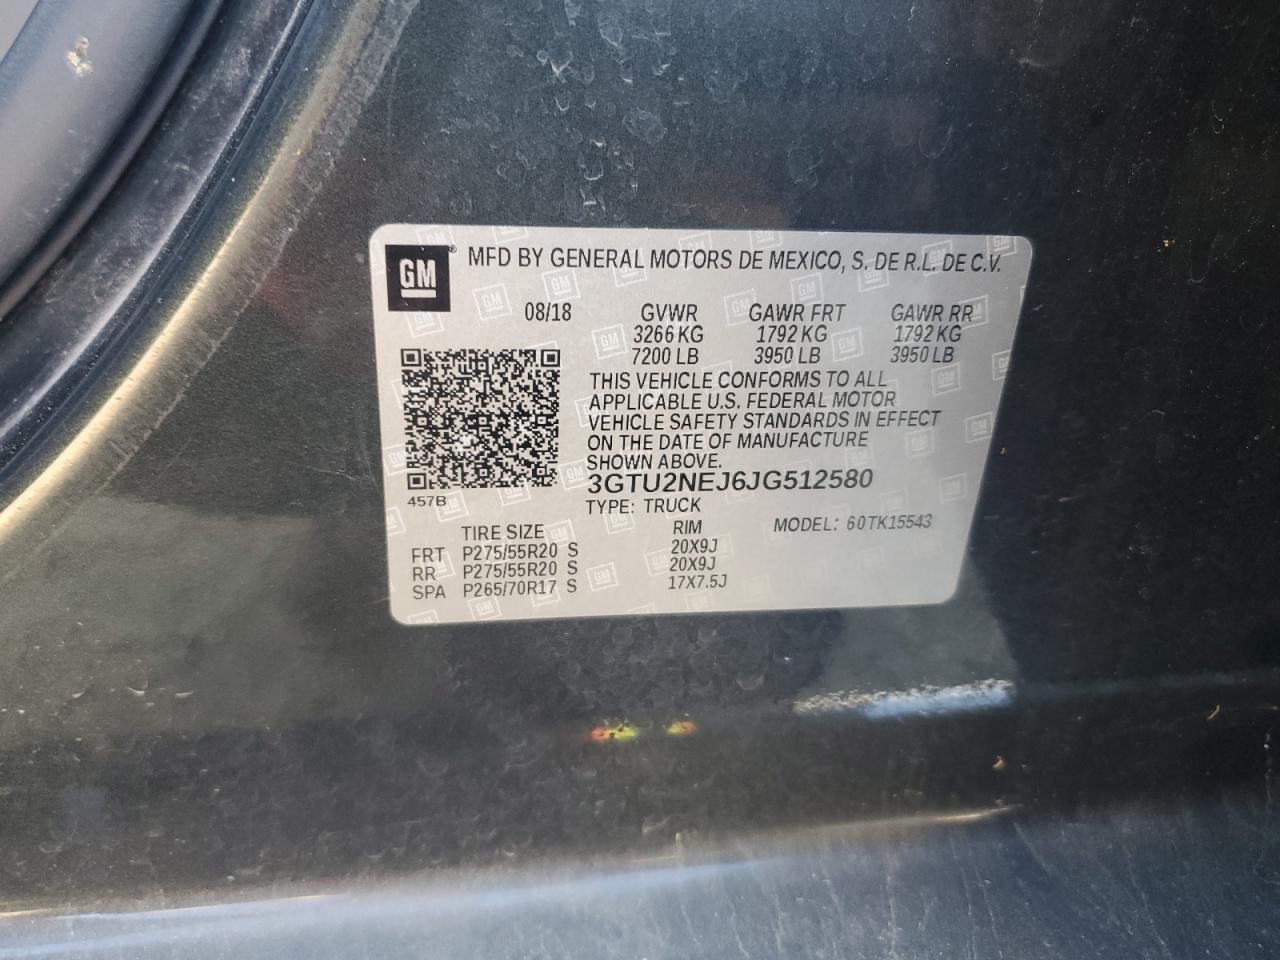 GM
MFD BY GENERAL MOTORS DE MEXICO, S. DE R.L. DE C.V.
08/18 GVWR GAWR FRT GAWR RR
3266 KG 1792 KG 1792 KG
7200 LB 3950 LB 3950 LB
THIS VEHICLE CONFORMS TO ALL
APPLICABLE U.S. FEDERAL MOTOR
VEHICLE SAFETY STANDARDS IN EFFECT
ON THE DATE OF MANUFACTURE
SHOWN ABOVE.
3GTU2NEJ6JG512580
457B
TYPE: TRUCK
TIRE SIZE RIM MODEL: 60TK15543
FRT P275/55R20 S 20X9J
RR P275/55R20 S 20X9J
SPA P265/70R17 S 17X7.5J